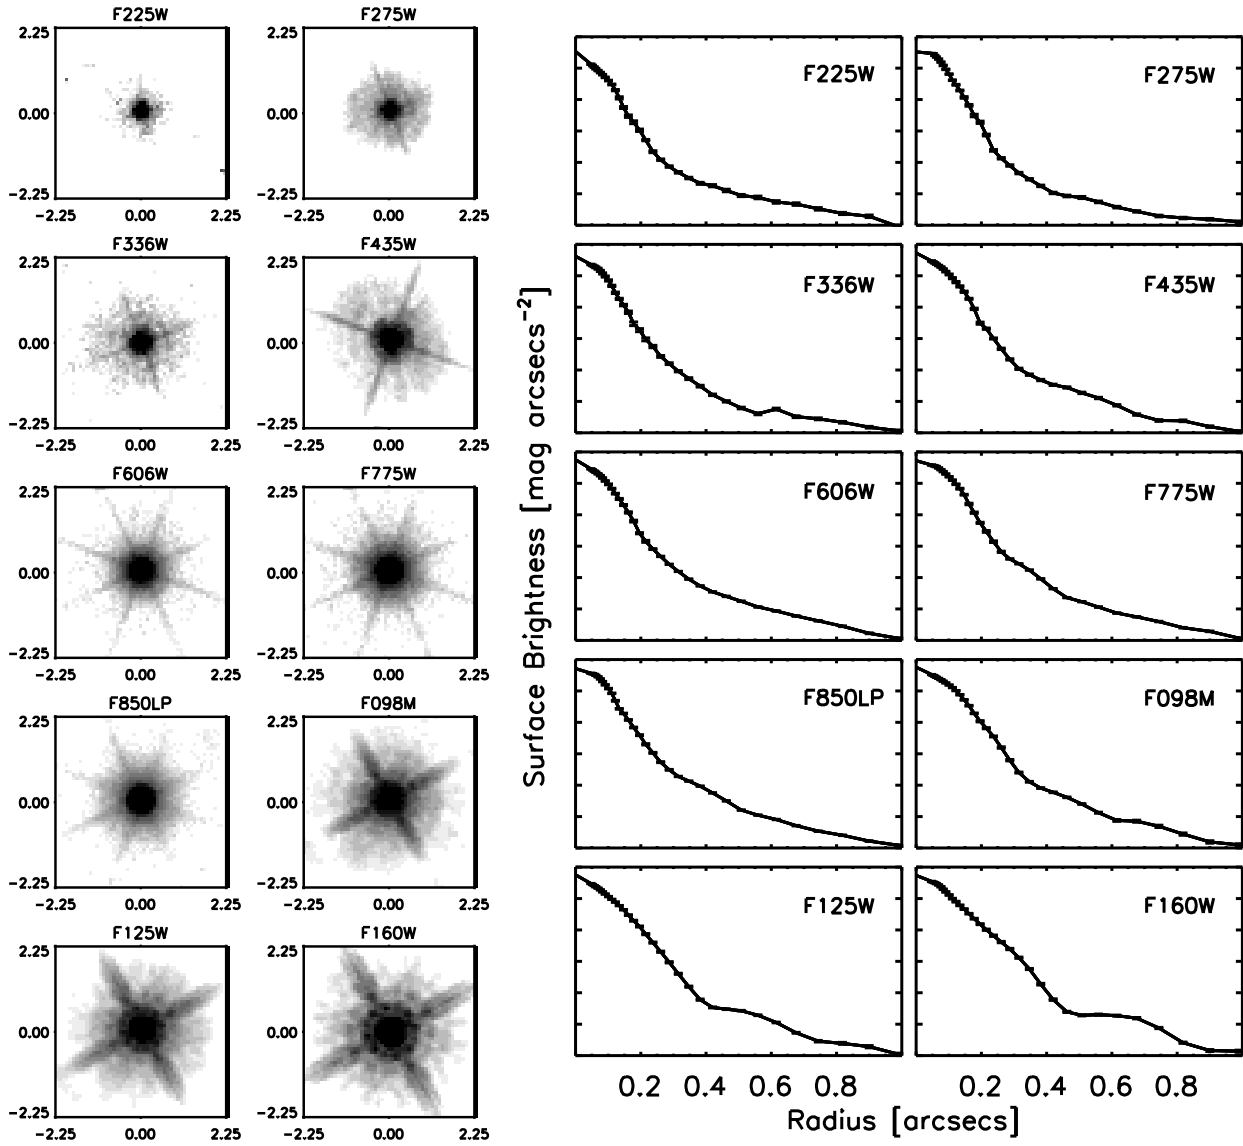 F225W
F275W
2.25
0.00
−2.25
−2.25 0.00 2.25
2.25
0.00
−2.25
−2.25 0.00 2.25
F336W
F435W
2.25
0.00
−2.25
−2.25 0.00 2.25
2.25
0.00
−2.25
−2.25 0.00 2.25
F606W
F775W
2.25
0.00
−2.25
−2.25 0.00 2.25
2.25
0.00
−2.25
−2.25 0.00 2.25
F850LP
F098M
2.25
0.00
−2.25
−2.25 0.00 2.25
2.25
0.00
−2.25
−2.25 0.00 2.25
F125W
F160W
2.25
0.00
−2.25
−2.25 0.00 2.25
2.25
0.00
−2.25
−2.25 0.00 2.25
Surface Brightness [mag arcsecs⁻²]
F225W
F275W
F336W
F435W
F606W
F775W
F850LP
F098M
F125W
F160W
0.2 0.4 0.6 0.8
0.2 0.4 0.6 0.8
Radius [arcsecs]